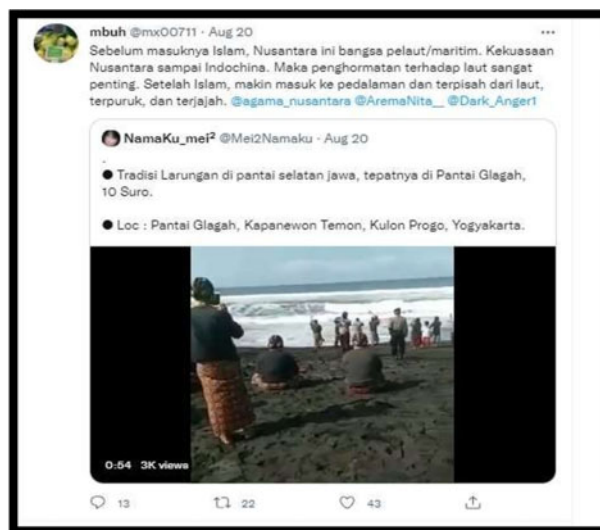 mbuh @mx00711 · Aug 20
Sebelum masuknya Islam, Nusantara ini bangsa pelaut/maritim. Kekuasaan
Nusantara sampai Indochina. Maka penghormatan terhadap laut sangat
penting. Setelah Islam, makin masuk ke pedalaman dan terpisah dari laut,
terpuruk, dan terjajah. @agama_nusantara @AremaNita__ @Dark_Anger1
NamaKu_mei² @Mei2Namaku · Aug 20
.
● Tradisi Larungan di pantai selatan jawa, tepatnya di Pantai Glagah,
10 Suro.
● Loc : Pantai Glagah, Kapanewon Temon, Kulon Progo, Yogyakarta.
0:54 3K views
13 22 43